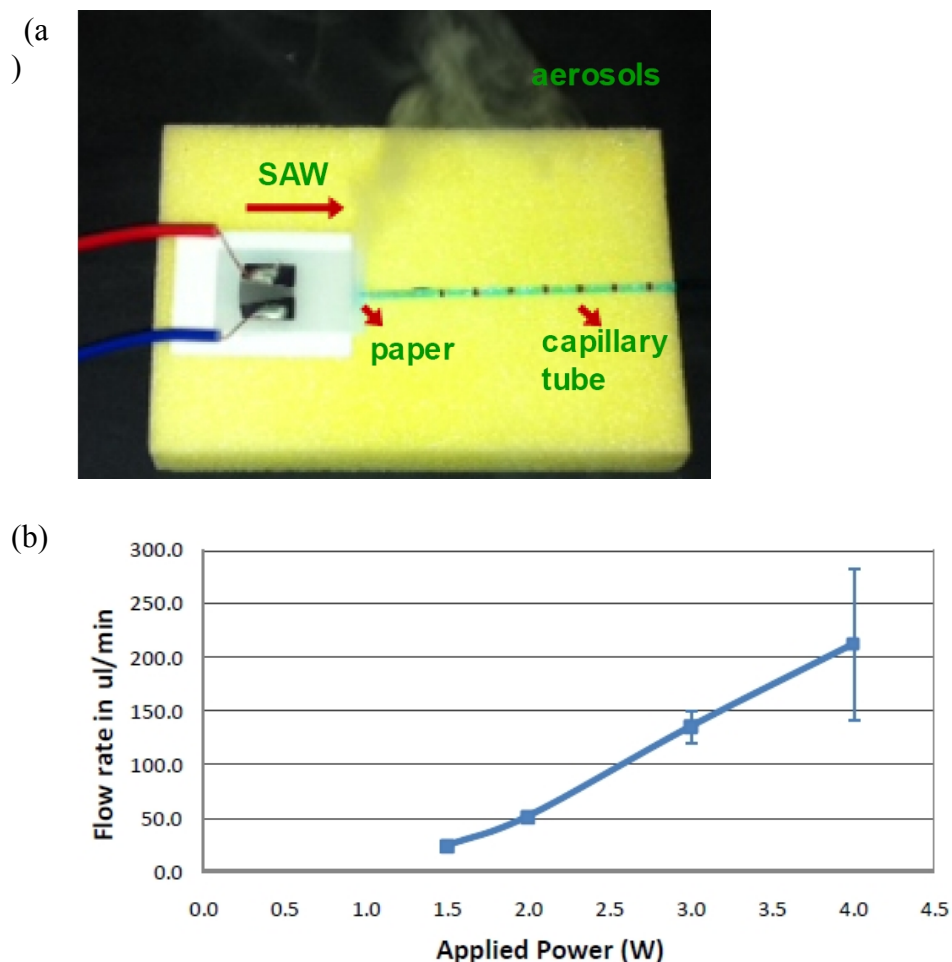 (a
)
aerosols
SAW
paper
capillary
tube
(b)
300.0
250.0
200.0
150.0
100.0
50.0
0.0
Flow rate in ul/min
0.0 0.5 1.0 1.5 2.0 2.5 3.0 3.5 4.0 4.5
Applied Power (W)